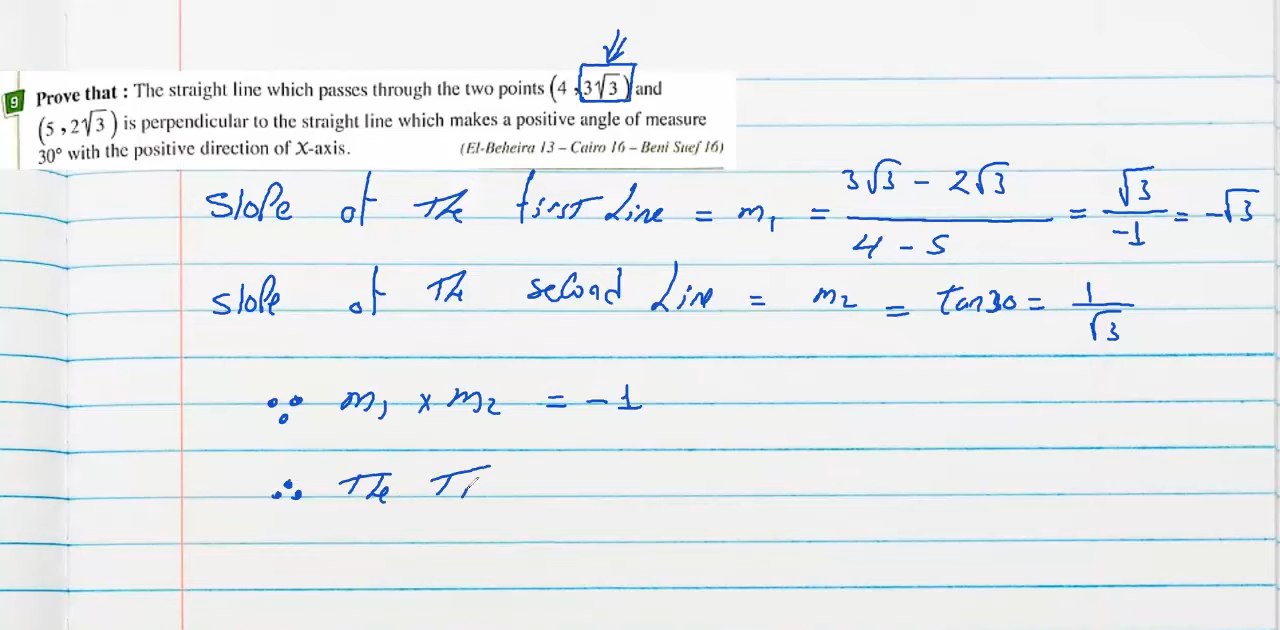 9 Prove that : The straight line which passes through the two points (4 , 3√3) and
(5 , 2√3) is perpendicular to the straight line which makes a positive angle of measure
30° with the positive direction of X-axis. (El-Beheira 13 – Cairo 16 – Beni Suef 16)
Slope of the first line = m₁ = (3√3 − 2√3)/(4 − 5) = √3/−1 = −√3
Slope of the second line = m₂ = tan30 = 1/√3
∵ m₁ × m₂ = −1
∴ The